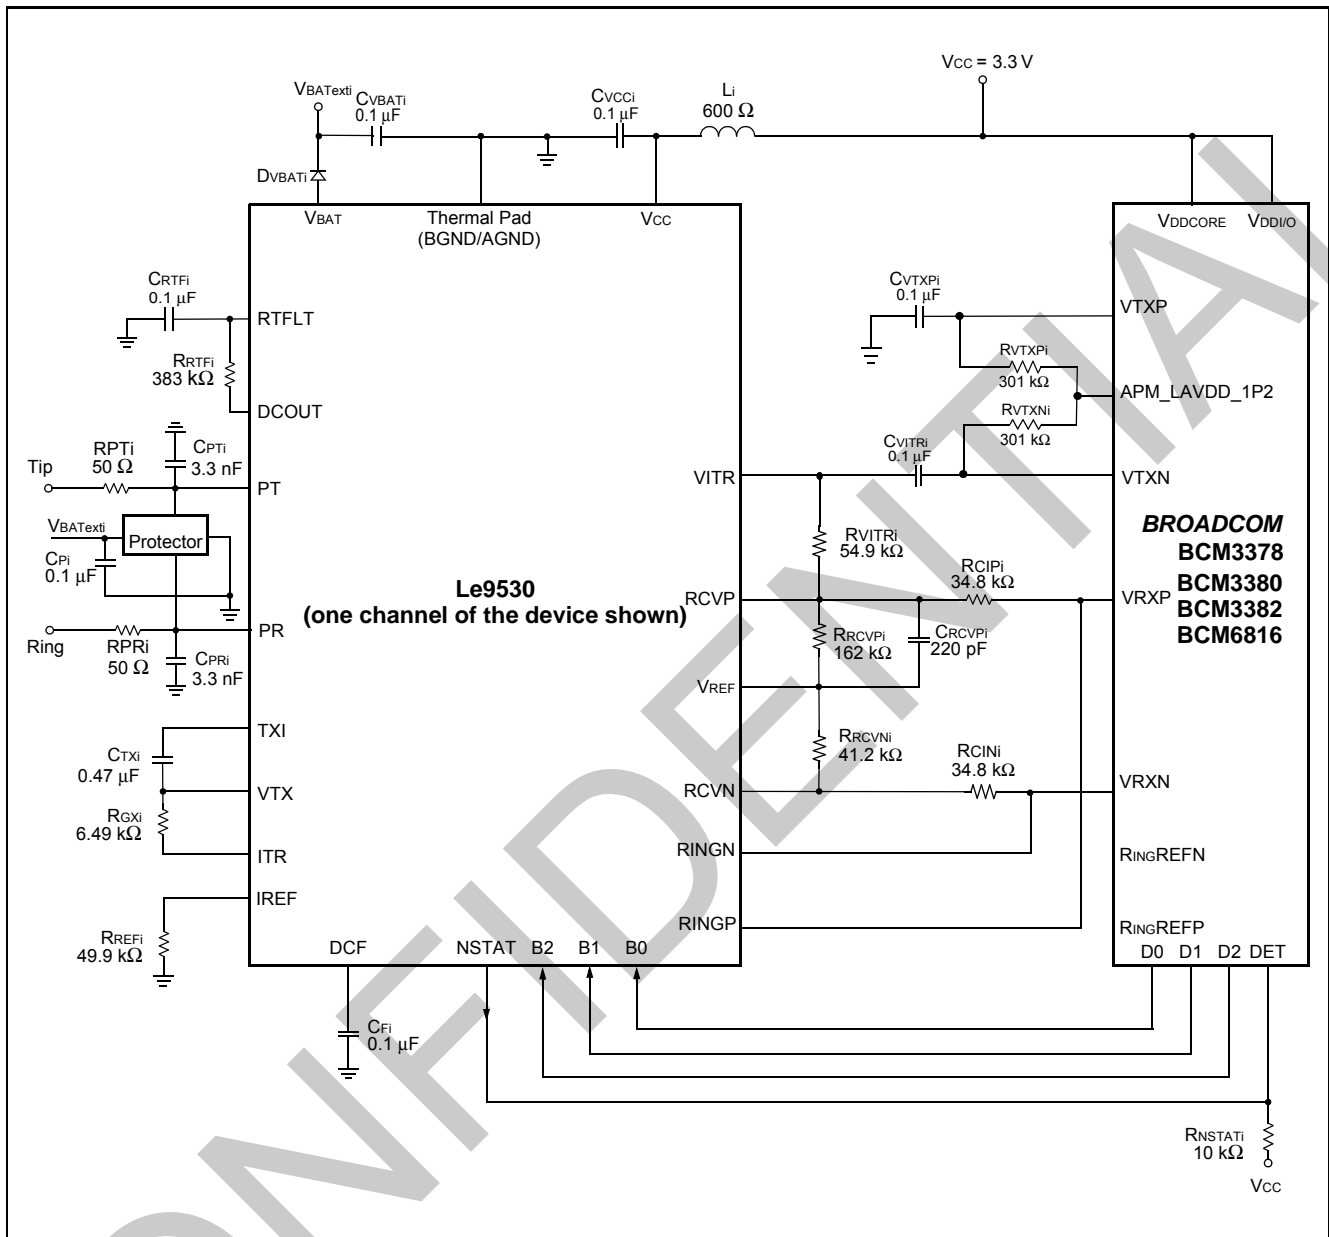 VCC = 3.3 V
VBATexti
CVBATi
0.1 µF
CVCCi
0.1 µF
Li
600 Ω
DVBATi
VBAT
Thermal Pad
(BGND/AGND)
VCC
VDDCORE
VDDI/O
CRTFi
0.1 µF
RTFLT
RRTFi
383 kΩ
DCOUT
CVTXPi
0.1 µF
VTXP
RVTXPi
301 kΩ
APM_LAVDD_1P2
RVTXNi
301 kΩ
CPTi
3.3 nF
RPTi
50 Ω
Tip
PT
CVITRi
0.1 µF
VITR
VTXN
VBATexti
Protector
CPi
0.1 µF
RVITRi
54.9 kΩ
BROADCOM
BCM3378
BCM3380
BCM3382
BCM6816
Le9530
(one channel of the device shown)
RCVP
RCIPi
34.8 kΩ
VRXP
Ring
RPRi
50 Ω
PR
CPRi
3.3 nF
RRCVPi
162 kΩ
CRCVPi
220 pF
VREF
TXI
CTXi
0.47 µF
VTX
RGXi
6.49 kΩ
ITR
RRCVNi
41.2 kΩ
RCINi
34.8 kΩ
RCVN
VRXN
RINGN
RINGREFN
IREF
RREFi
49.9 kΩ
RINGP
RINGREFP
DCF
NSTAT
B2
B1
B0
D0
D1
D2
DET
CFi
0.1 µF
RNSTATi
10 kΩ
VCC
ONFIDENTIAL